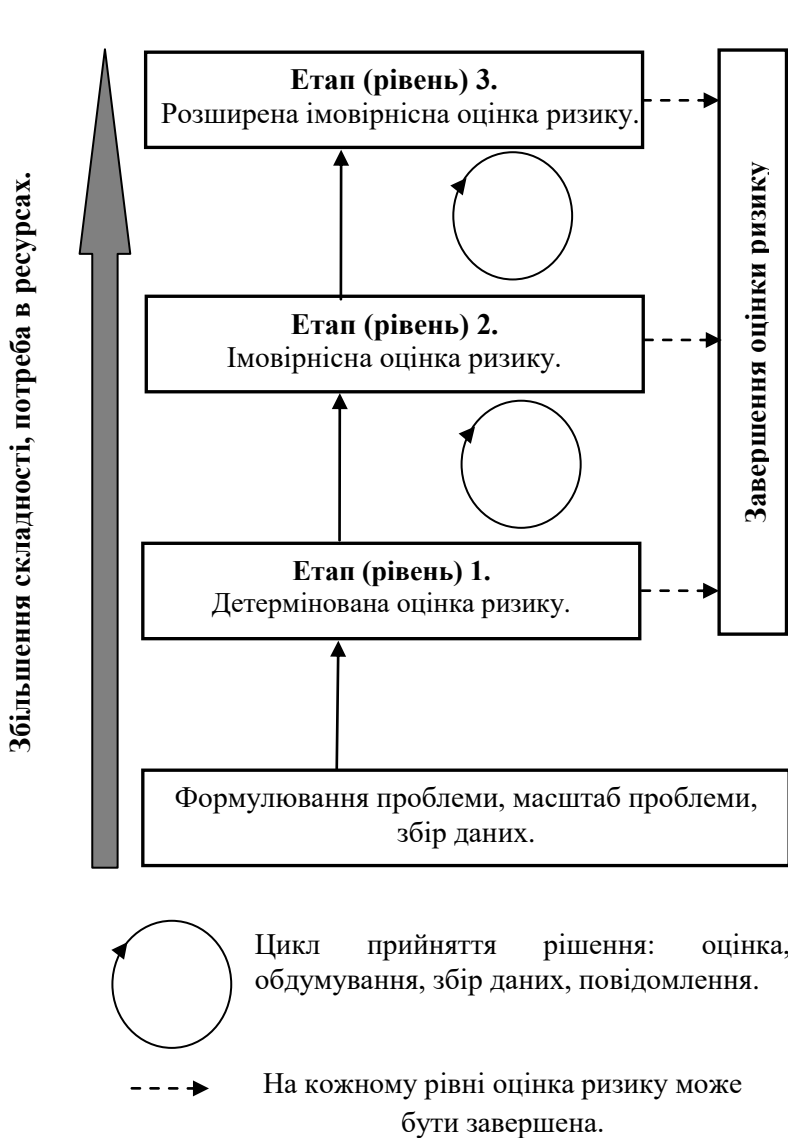 Етап (рівень) 3.
Розширена імовірнісна оцінка ризику.
Етап (рівень) 2.
Імовірнісна оцінка ризику.
Етап (рівень) 1.
Детермінована оцінка ризику.
Формулювання проблеми, масштаб проблеми,
збір даних.
Збільшення складності, потреба в ресурсах.
Завершення оцінки ризику
Цикл прийняття рішення: оцінка,
обдумування, збір даних, повідомлення.
На кожному рівні оцінка ризику може
бути завершена.